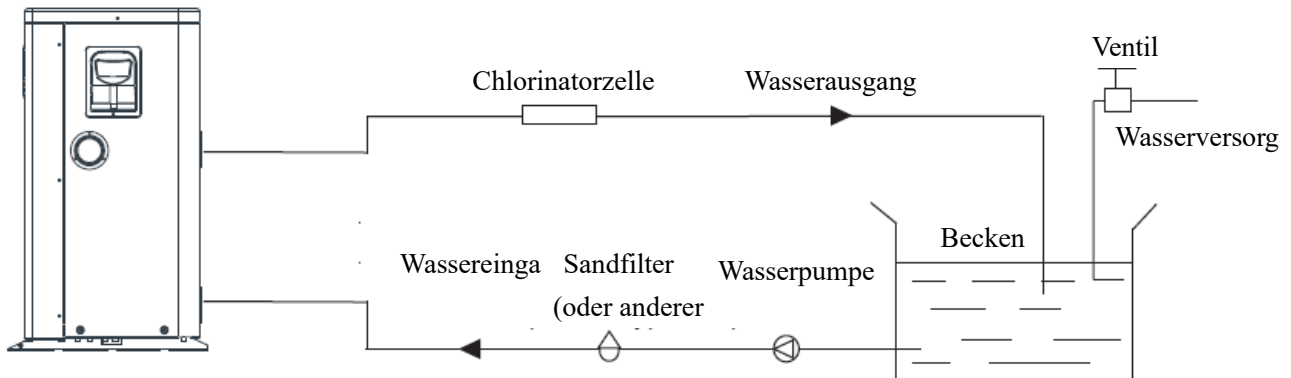 Ventil
Chlorinatorzelle
Wasserausgang
Wasserversorg
Becken
Wassereinga
Sandfilter
Wasserpumpe
(oder anderer